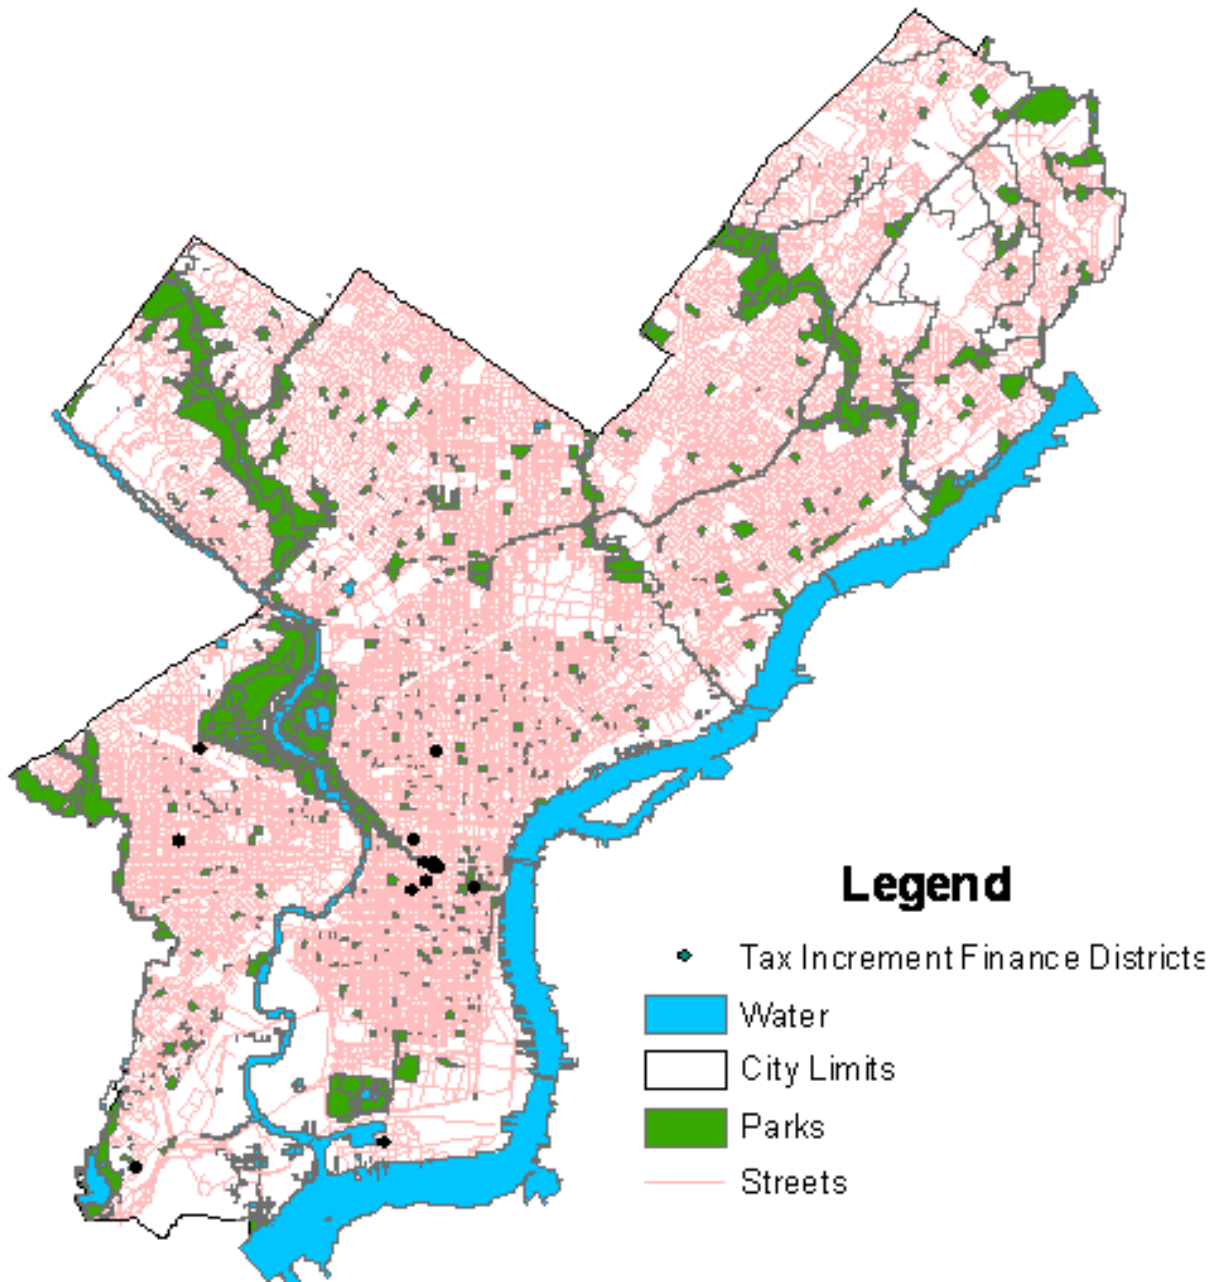 Legend
Tax Increment Finance Districts
Water
City Limits
Parks
Streets